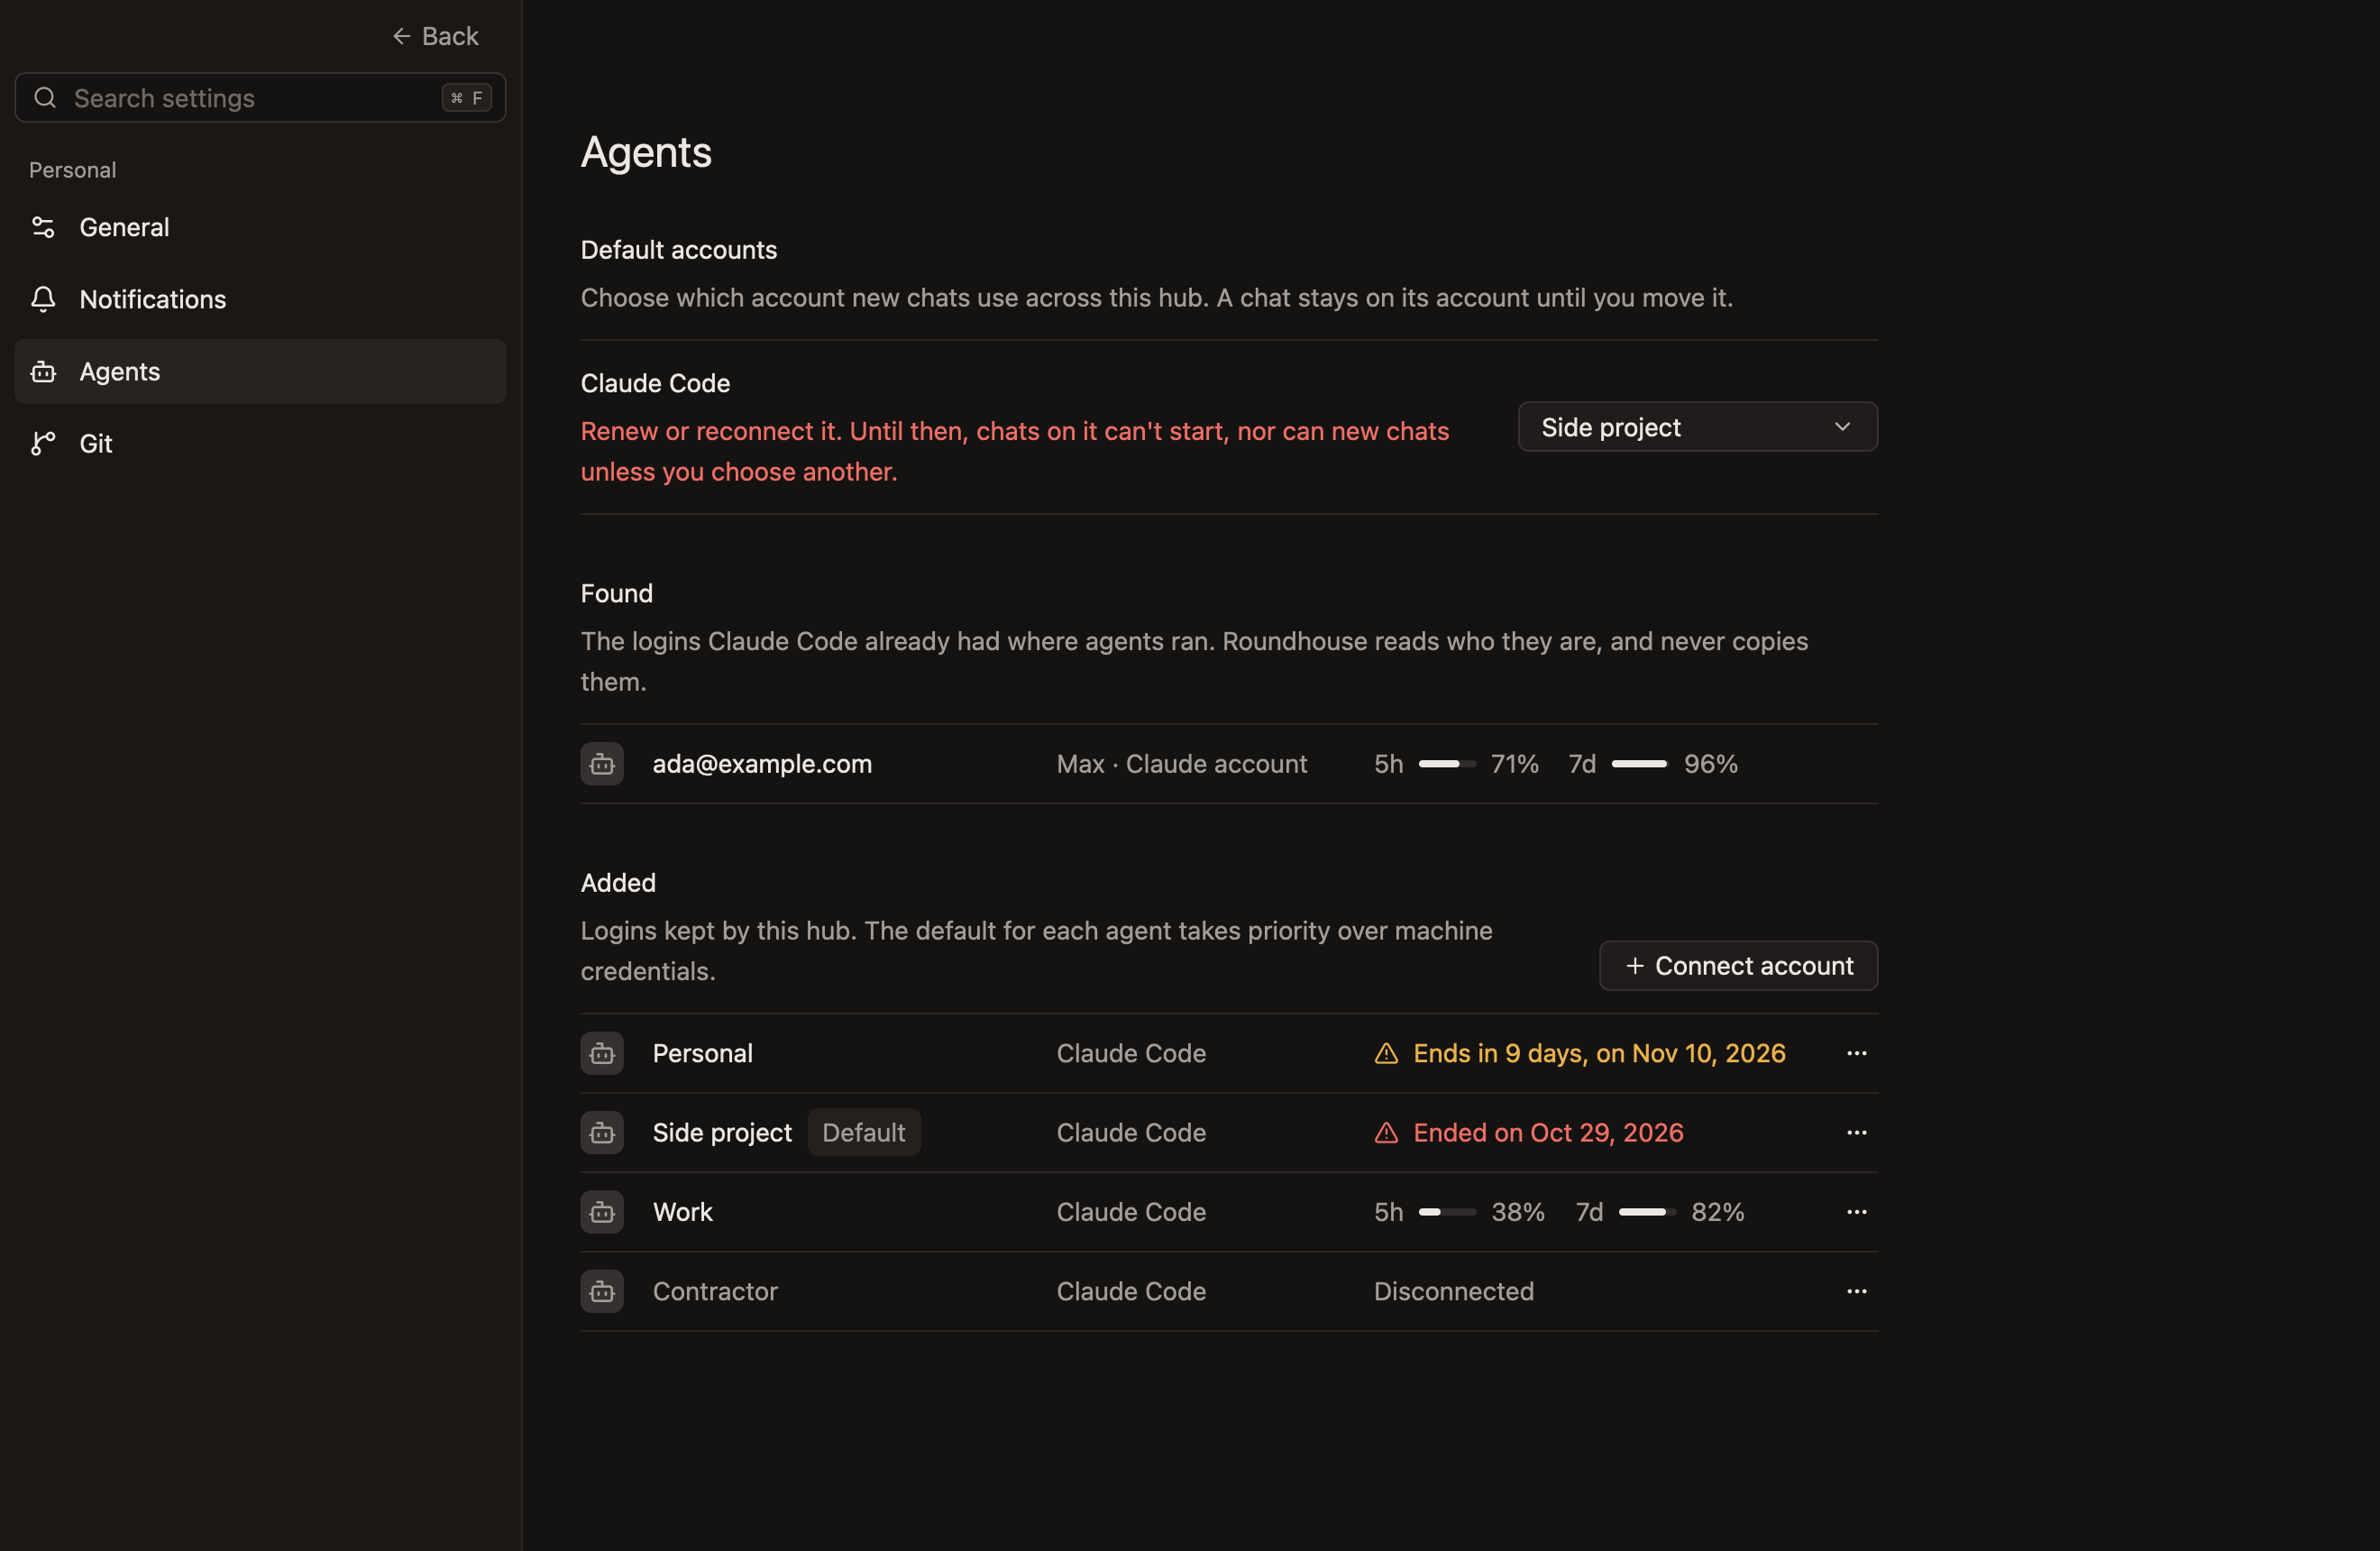 Back
Search settings
⌘ F
Personal
General
Notifications
Agents
Git
Agents
Default accounts
Choose which account new chats use across this hub. A chat stays on its account until you move it.
Claude Code
Renew or reconnect it. Until then, chats on it can't start, nor can new chats
unless you choose another.
Side project
Found
The logins Claude Code already had where agents ran. Roundhouse reads who they are, and never copies
them.
ada@example.com Max · Claude account 5h 71% 7d 96%
Added
Logins kept by this hub. The default for each agent takes priority over machine
credentials.
+ Connect account
Personal Claude Code Ends in 9 days, on Nov 10, 2026
Side project Default Claude Code Ended on Oct 29, 2026
Work Claude Code 5h 38% 7d 82%
Contractor Claude Code Disconnected